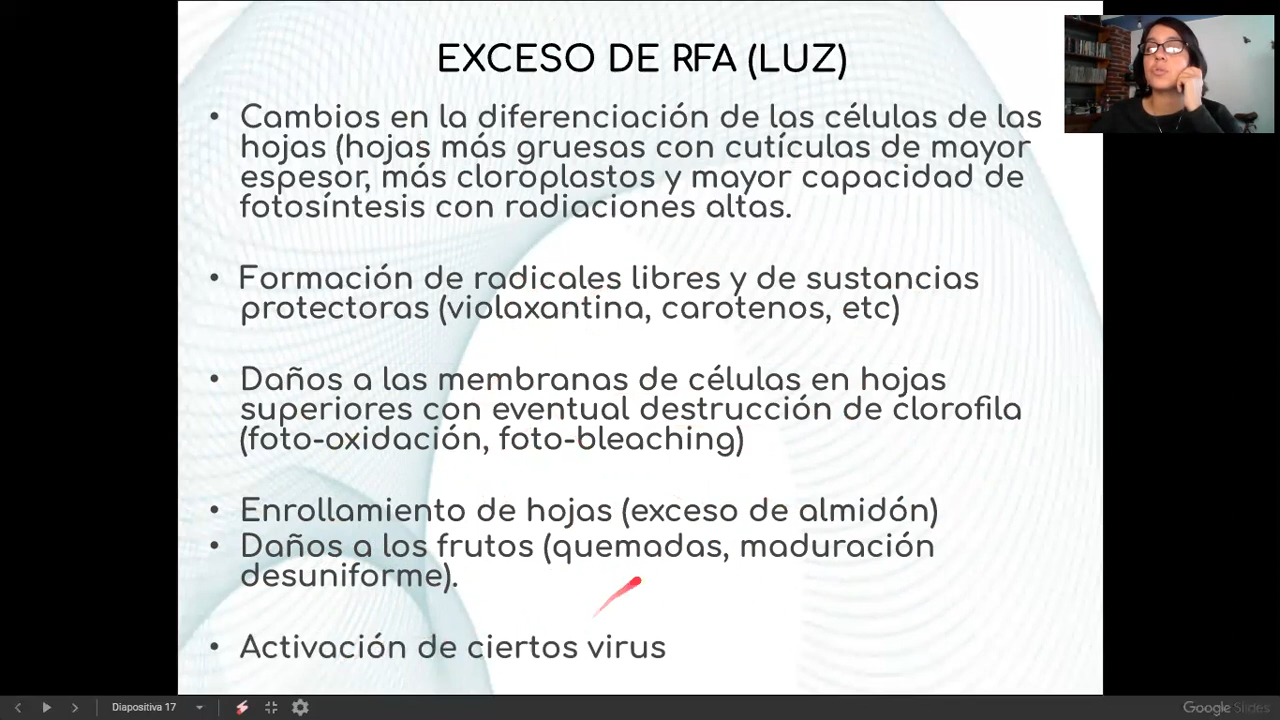 EXCESO DE RFA (LUZ)
• Cambios en la diferenciación de las células de las
hojas (hojas más gruesas con cutículas de mayor
espesor, más cloroplastos y mayor capacidad de
fotosíntesis con radiaciones altas.
• Formación de radicales libres y de sustancias
protectoras (violaxantina, carotenos, etc)
• Daños a las membranas de células en hojas
superiores con eventual destrucción de clorofila
(foto-oxidación, foto-bleaching)
• Enrollamiento de hojas (exceso de almidón)
• Daños a los frutos (quemadas, maduración
desuniforme).
• Activación de ciertos virus
Diapositiva 17
Google Slides